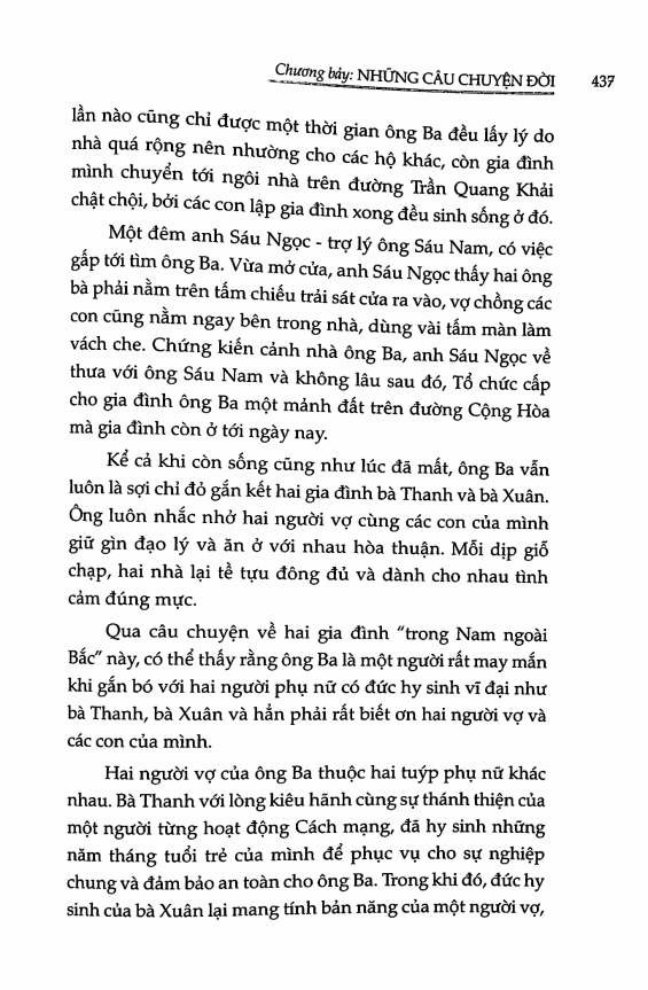 Chương bảy: NHỮNG CÂU CHUYỆN ĐỜI 437
lần nào cũng chỉ được một thời gian ông Ba đều lấy lý do
nhà quá rộng nên nhường cho các hộ khác, còn gia đình
mình chuyển tới ngôi nhà trên đường Trần Quang Khải
chật chội, bởi các con lập gia đình xong đều sinh sống ở đó.
Một đêm anh Sáu Ngọc - trợ lý ông Sáu Nam, có việc
gấp tới tìm ông Ba. Vừa mở cửa, anh Sáu Ngọc thấy hai ông
bà phải nằm trên tấm chiếu trải sát cửa ra vào, vợ chồng các
con cũng nằm ngay bên trong nhà, dùng vài tấm màn làm
vách che. Chứng kiến cảnh nhà ông Ba, anh Sáu Ngọc về
thưa với ông Sáu Nam và không lâu sau đó, Tổ chức cấp
cho gia đình ông Ba một mảnh đất trên đường Cộng Hòa
mà gia đình còn ở tới ngày nay.
Kể cả khi còn sống cũng như lúc đã mất, ông Ba vẫn
luôn là sợi chỉ đỏ gắn kết hai gia đình bà Thanh và bà Xuân.
Ông luôn nhắc nhở hai người vợ cùng các con của mình
giữ gìn đạo lý và ăn ở với nhau hòa thuận. Mỗi dịp giỗ
chạp, hai nhà lại tề tựu đông đủ và dành cho nhau tình
cảm đúng mực.
Qua câu chuyện về hai gia đình "trong Nam ngoài
Bắc" này, có thể thấy rằng ông Ba là một người rất may mắn
khi gắn bó với hai người phụ nữ có đức hy sinh vĩ đại như
bà Thanh, bà Xuân và hẳn phải rất biết ơn hai người vợ và
các con của mình.
Hai người vợ của ông Ba thuộc hai tuýp phụ nữ khác
nhau. Bà Thanh với lòng kiêu hãnh cùng sự thánh thiện của
một người từng hoạt động Cách mạng, đã hy sinh những
năm tháng tuổi trẻ của mình để phục vụ cho sự nghiệp
chung và đảm bảo an toàn cho ông Ba. Trong khi đó, đức hy
sinh của bà Xuân lại mang tính bản năng của một người vợ,